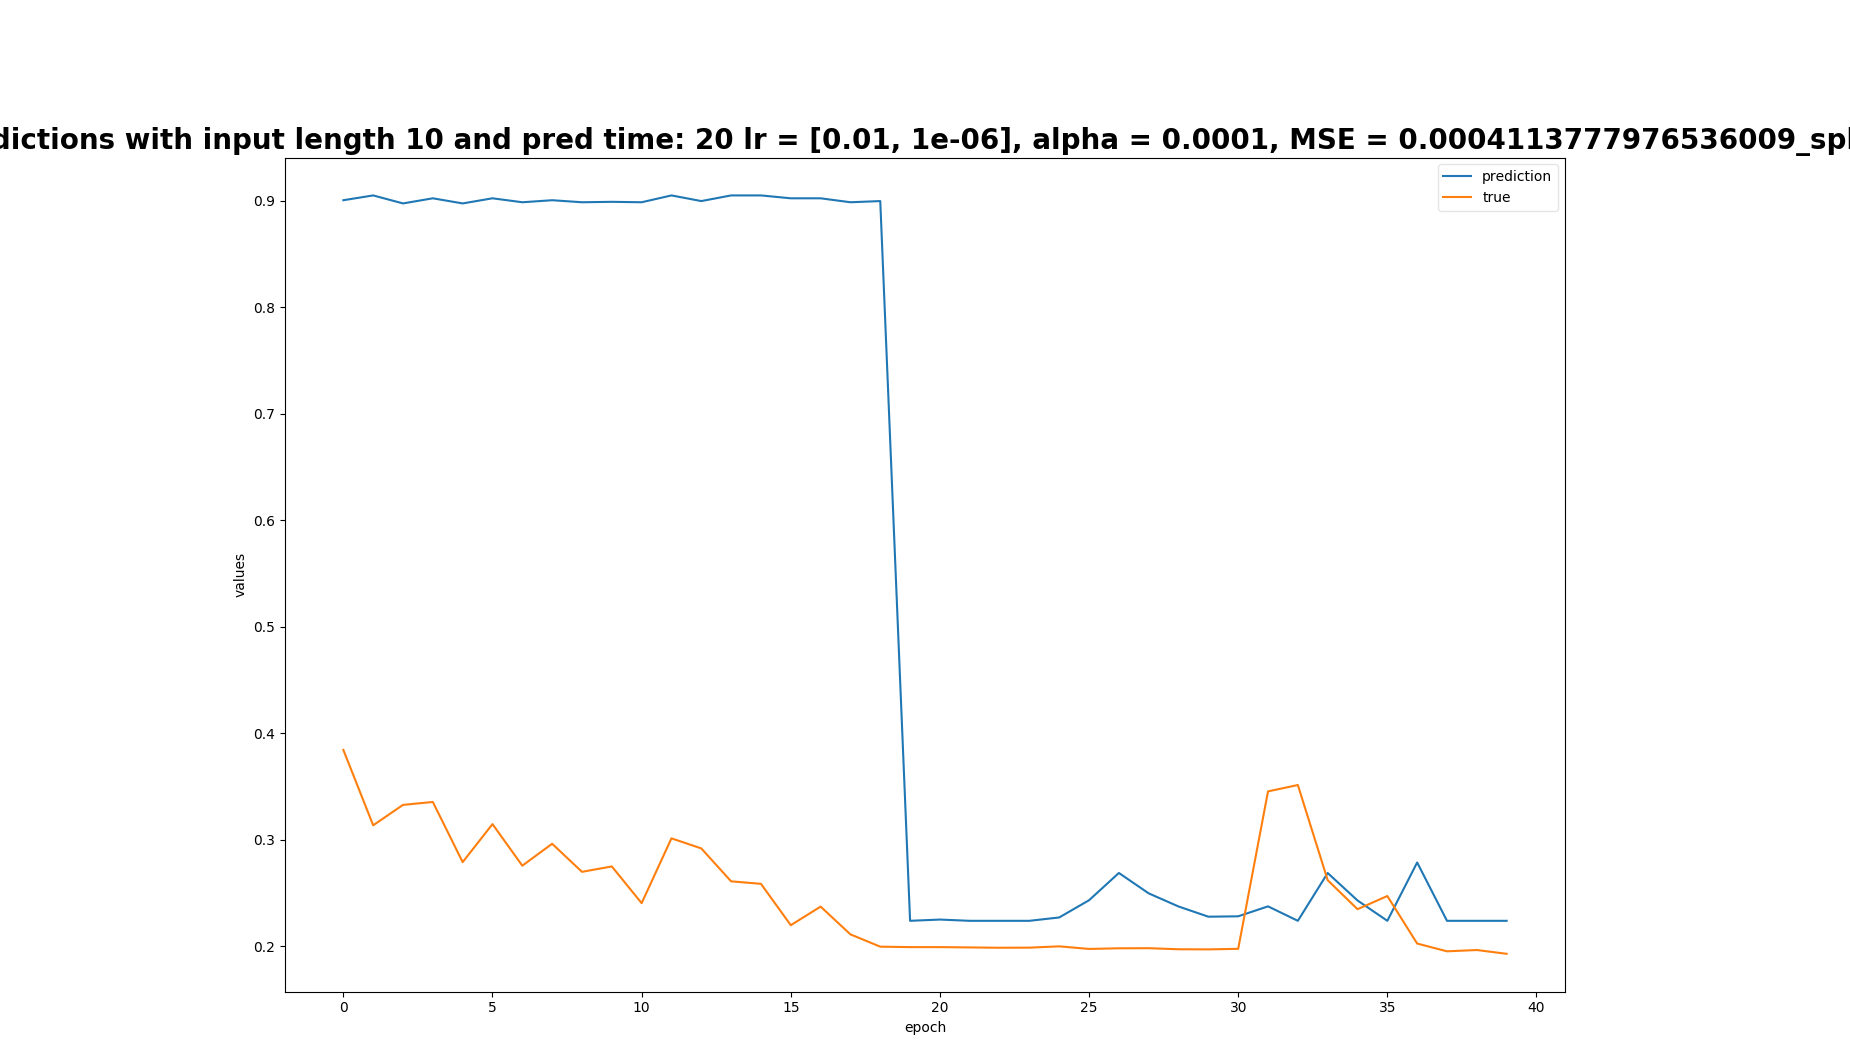 dictions with input length 10 and pred time: 20 lr = [0.01, 1e-06], alpha = 0.0001, MSE = 0.0004113777976536009_spl
prediction
true
0.9
0.8
0.7
0.6
0.5
0.4
0.3
0.2
values
0 5 10 15 20 25 30 35 40
epoch